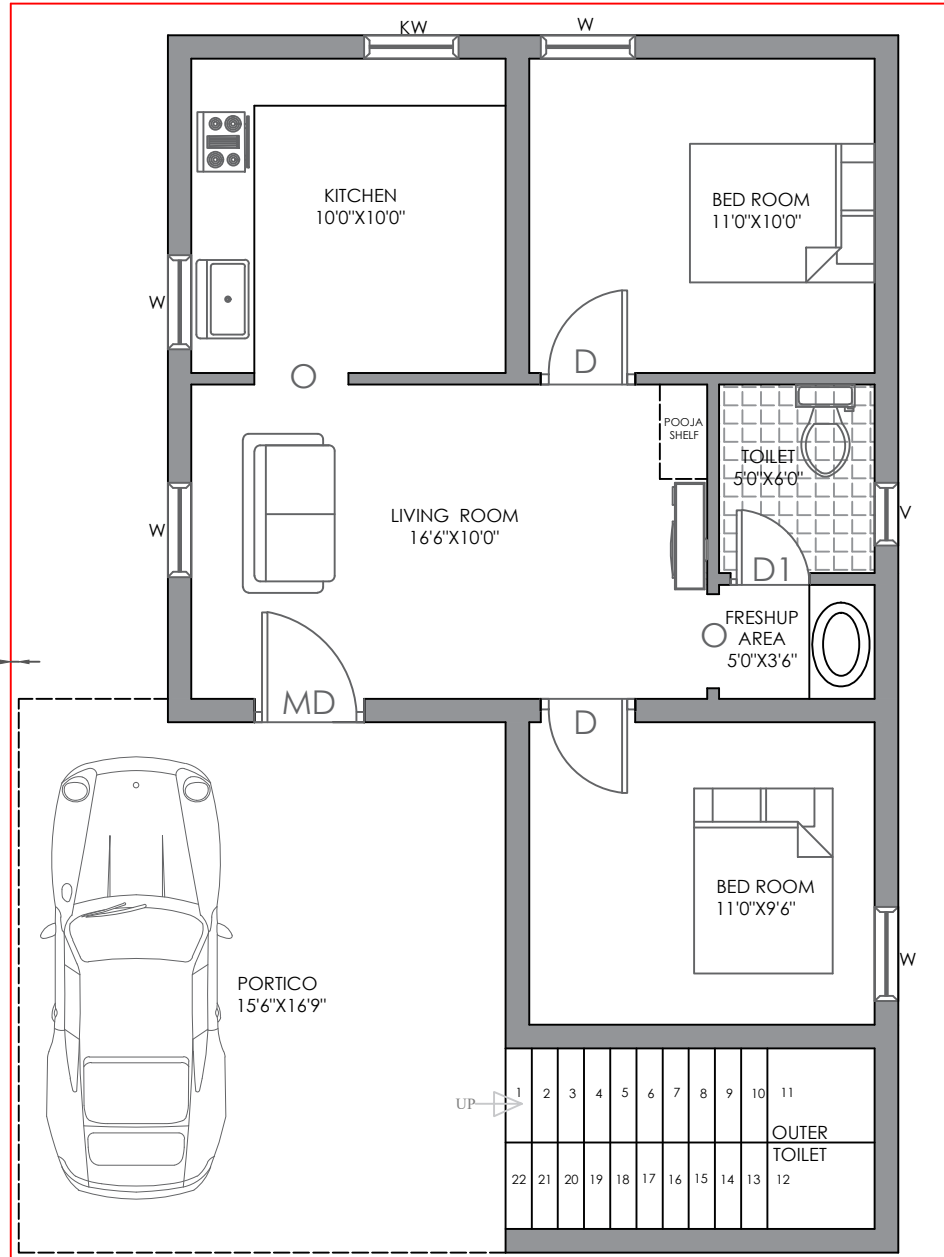 KW
W
KITCHEN
10'0"X10'0"
BED ROOM
11'0"X10'0"
W
D
POOJA
SHELF
TOILET
5'0"X6'0"
W
LIVING  ROOM
16'6"X10'0"
V
D1
FRESHUP
AREA
5'0"X3'6"
MD
D
BED ROOM
11'0"X9'6"
W
PORTICO
15'6"X16'9"
UP
1 2 3 4 5 6 7 8 9 10 11
OUTER
TOILET
22 21 20 19 18 17 16 15 14 13 12